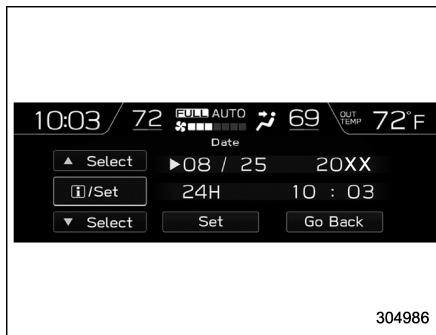 10:03 72 FULL AUTO 69 OUT TEMP 72°F
Date
▲ Select ▶08 / 25 20XX
i/Set 24H 10 : 03
▼ Select Set Go Back
304986